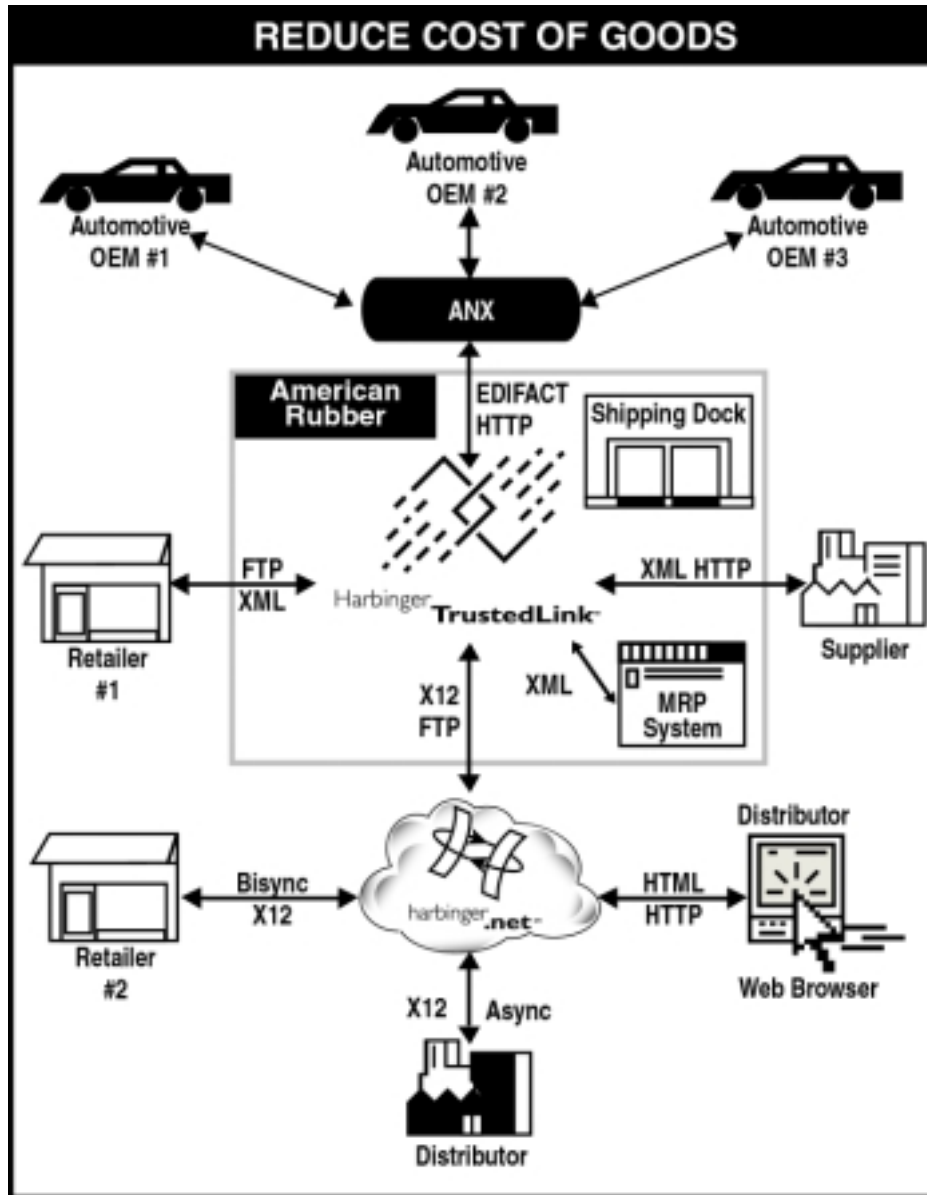 REDUCE COST OF GOODS
Automotive
OEM #1
Automotive
OEM #2
Automotive
OEM #3
ANX
American
Rubber
EDIFACT
HTTP
Shipping Dock
FTP
XML
Retailer
#1
Harbinger
TrustedLink™
XML HTTP
Supplier
X12
FTP
XML
MRP
System
Retailer
#2
Bisync
X12
harbinger
.net™
HTML
HTTP
Distributor
Web Browser
X12
Async
Distributor